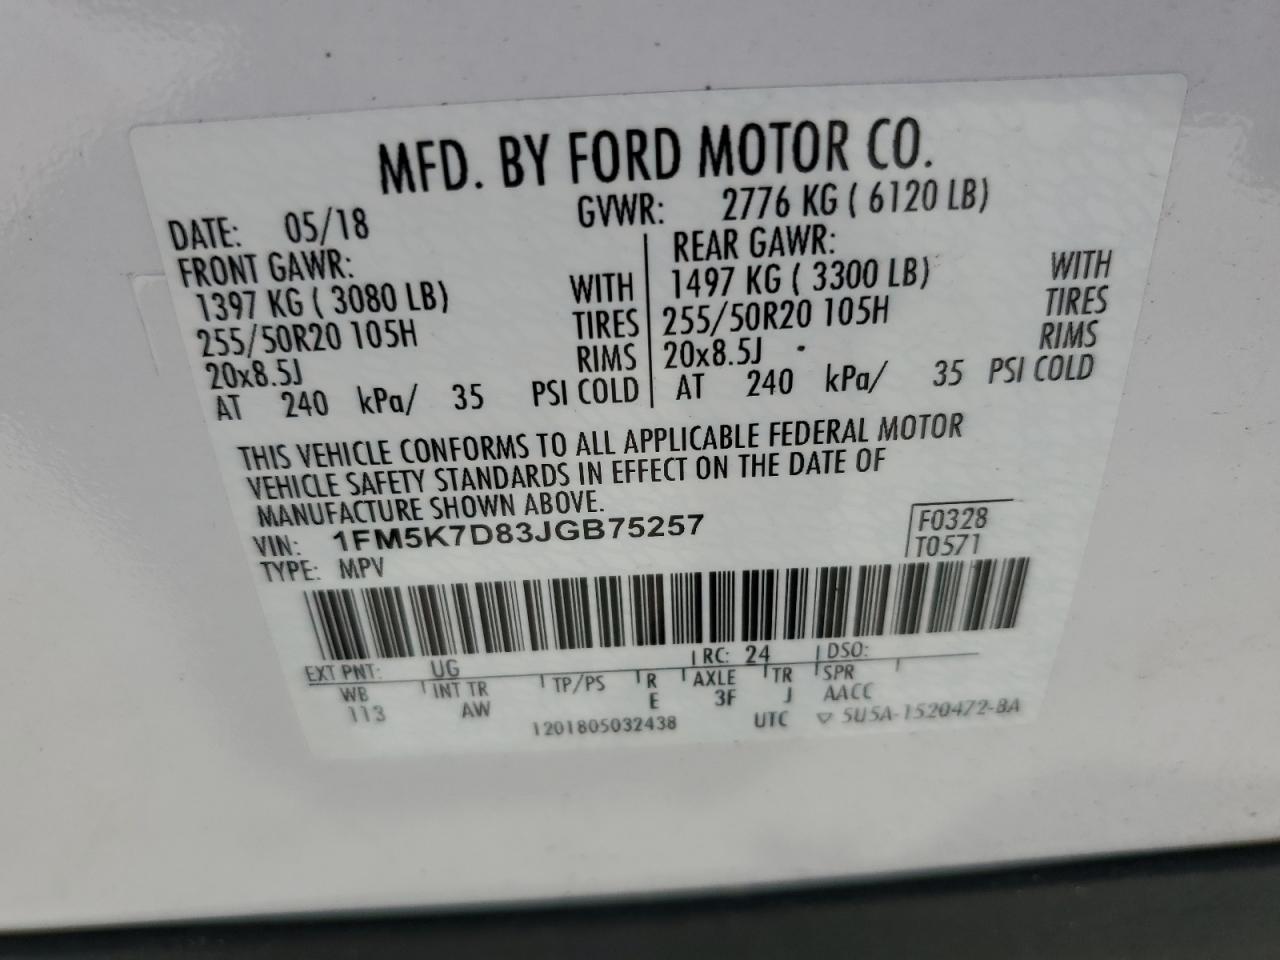 MFD. BY FORD MOTOR CO.
DATE: 05/18 GVWR: 2776 KG ( 6120 LB)
FRONT GAWR: REAR GAWR:
1397 KG ( 3080 LB) WITH 1497 KG ( 3300 LB) WITH
255/50R20 105H TIRES 255/50R20 105H TIRES
20x8.5J RIMS 20x8.5J RIMS
AT 240 kPa/ 35 PSI COLD AT 240 kPa/ 35 PSI COLD
THIS VEHICLE CONFORMS TO ALL APPLICABLE FEDERAL MOTOR
VEHICLE SAFETY STANDARDS IN EFFECT ON THE DATE OF
MANUFACTURE SHOWN ABOVE.
VIN: 1FM5K7D83JGB75257 F0328
TYPE: MPV T0571
EXT PNT: UG RC: 24 DSO:
WB INT TR TP/PS R AXLE TR SPR
113 AW E 3F J AACC
1201805032438 UTC ▽ 5U5A-1520472-BA